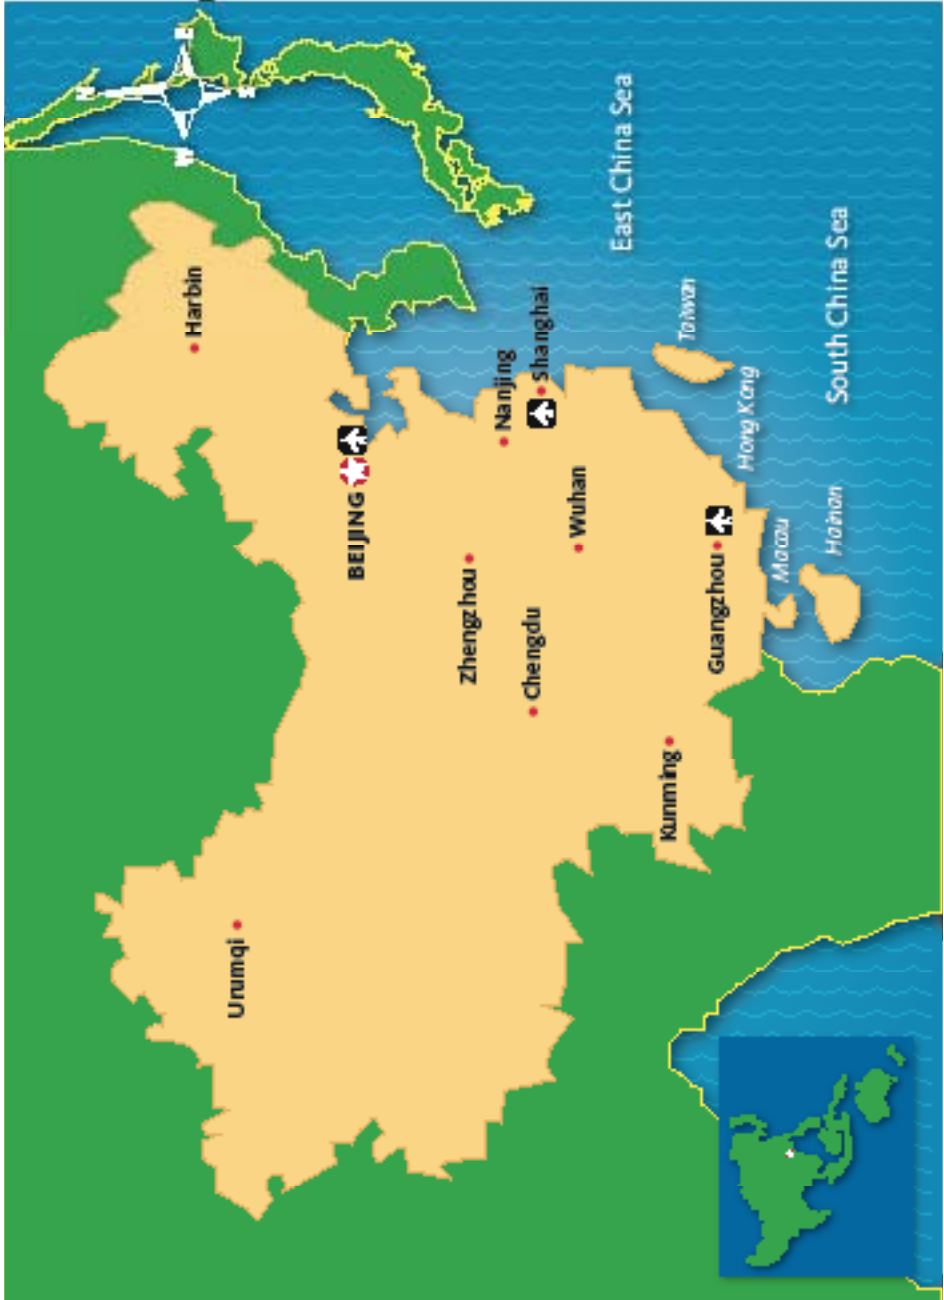 N
W
E
S
Harbin
Urumqi
BEIJING
Zhengzhou
Nanjing
Chengdu
Shanghai
Wuhan
East China Sea
Kunming
Taiwan
Guangzhou
Hong Kong
Macau
Hainan
South China Sea